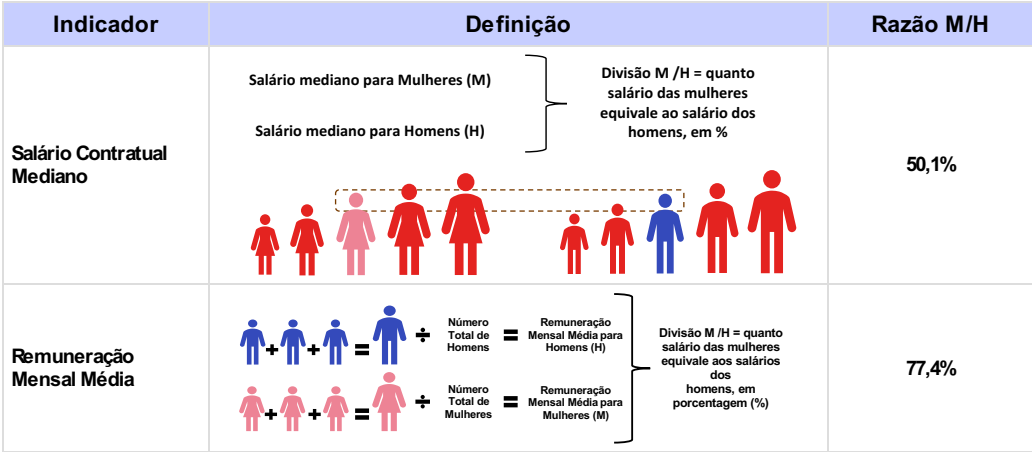 Indicador
Definição
Razão M/H
Salário Contratual
Mediano
Salário mediano para Mulheres (M)
Salário mediano para Homens (H)
Divisão M /H = quanto
salário das mulheres
equivale ao salário dos
homens, em %
50,1%
Remuneração
Mensal Média
+ + = ÷
Número
Total de
Homens
=
Remuneração
Mensal Média para
Homens (H)
+ + = ÷
Número
Total de
Mulheres
=
Remuneração
Mensal Média para
Mulheres (M)
Divisão M /H = quanto
salário das mulheres
equivale aos salários
dos
homens, em
porcentagem (%)
77,4%